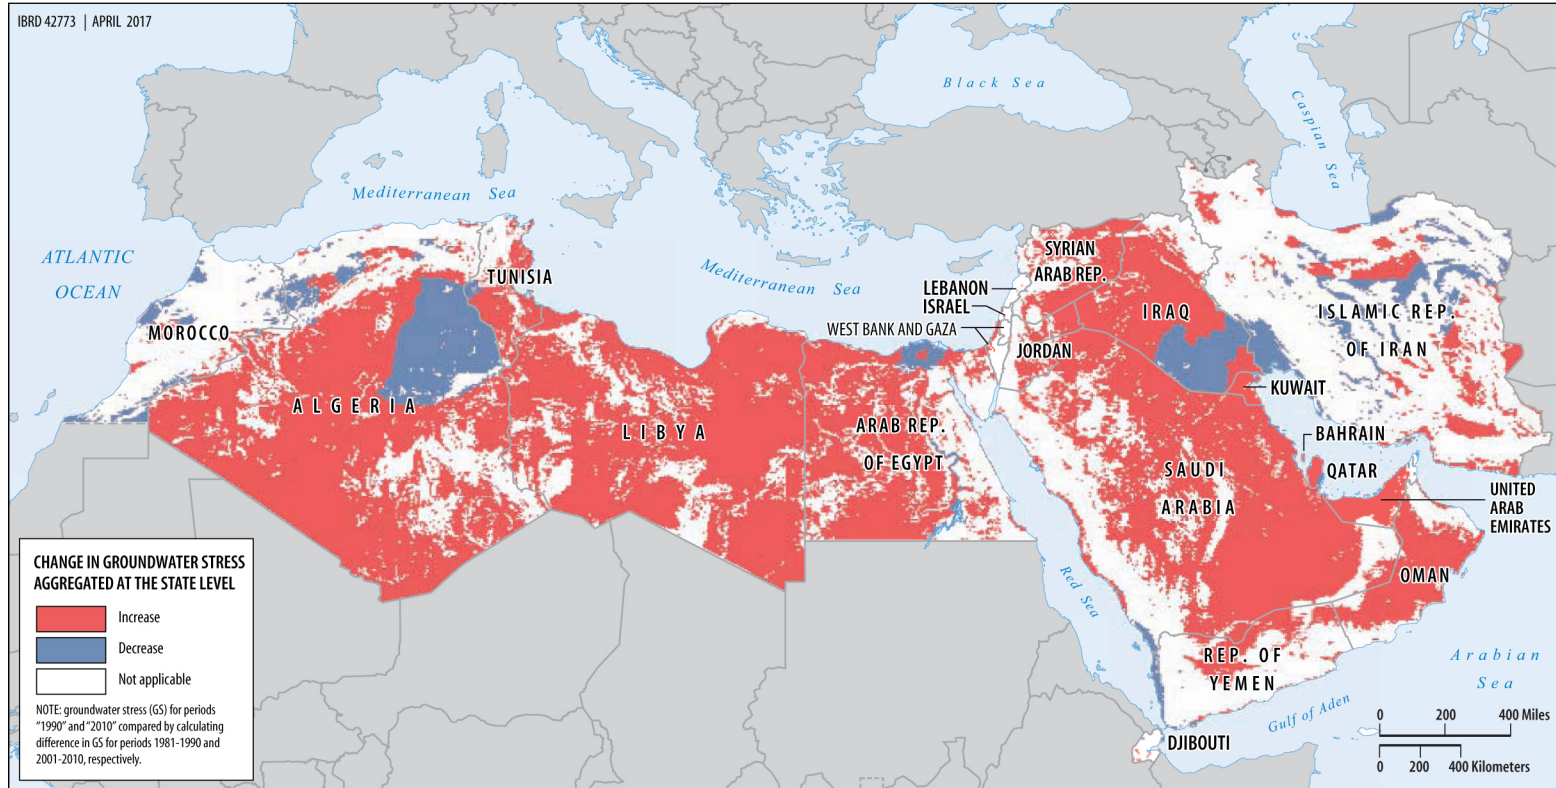 IBRD 42773 | APRIL 2017
Black Sea
Caspian Sea
Mediterranean Sea
ATLANTIC
OCEAN
Mediterranean Sea
TUNISIA
SYRIAN
ARAB REP.
LEBANON
ISRAEL
WEST BANK AND GAZA
IRAQ
ISLAMIC REP.
OF IRAN
MOROCCO
JORDAN
KUWAIT
ALGERIA
LIBYA
ARAB REP.
OF EGYPT
BAHRAIN
SAUDI
ARABIA
QATAR
UNITED
ARAB
EMIRATES
OMAN
Red Sea
REP. OF
YEMEN
Arabian
Sea
Gulf of Aden
DJIBOUTI
CHANGE IN GROUNDWATER STRESS
AGGREGATED AT THE STATE LEVEL
Increase
Decrease
Not applicable
NOTE: groundwater stress (GS) for periods
"1990" and "2010" compared by calculating
difference in GS for periods 1981-1990 and
2001-2010, respectively.
0 200 400 Miles
0 200 400 Kilometers